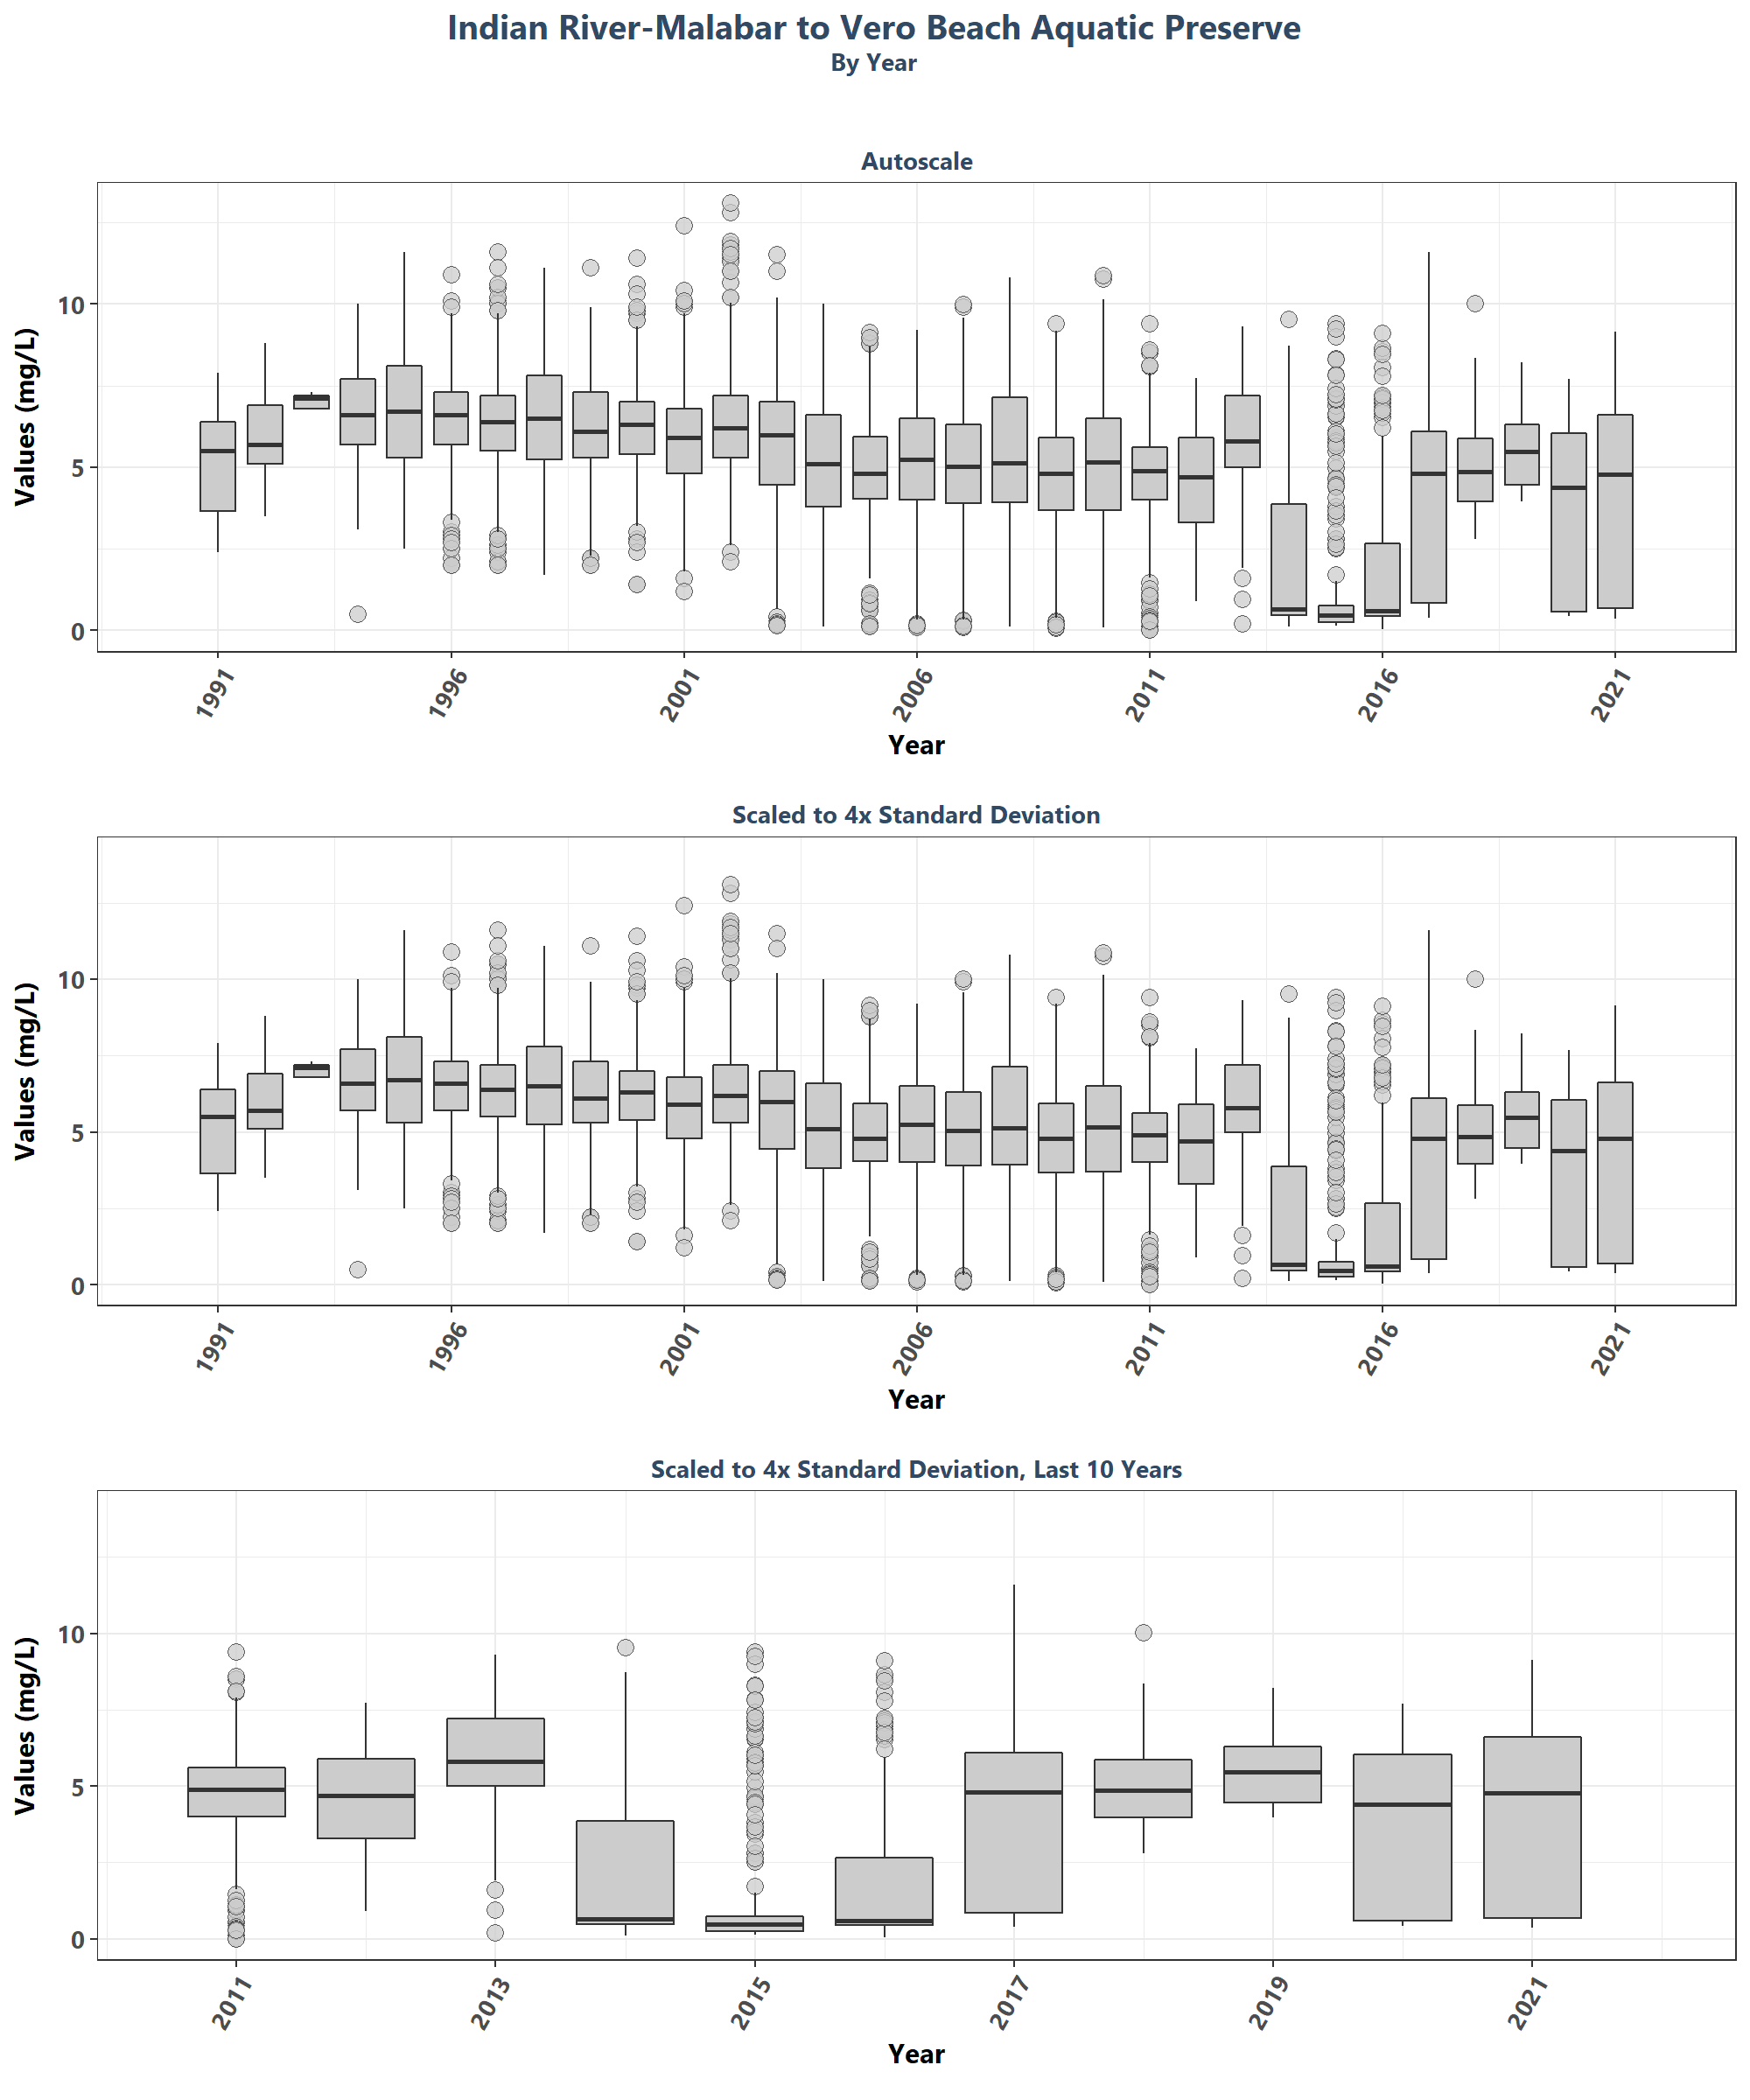 Indian River-Malabar to Vero Beach Aquatic Preserve
By Year
Autoscale
Values (mg/L)
10
5
0
1991 1996 2001 2006 2011 2016 2021
Year
Scaled to 4x Standard Deviation
Values (mg/L)
10
5
0
1991 1996 2001 2006 2011 2016 2021
Year
Scaled to 4x Standard Deviation, Last 10 Years
Values (mg/L)
10
5
0
2011 2013 2015 2017 2019 2021
Year